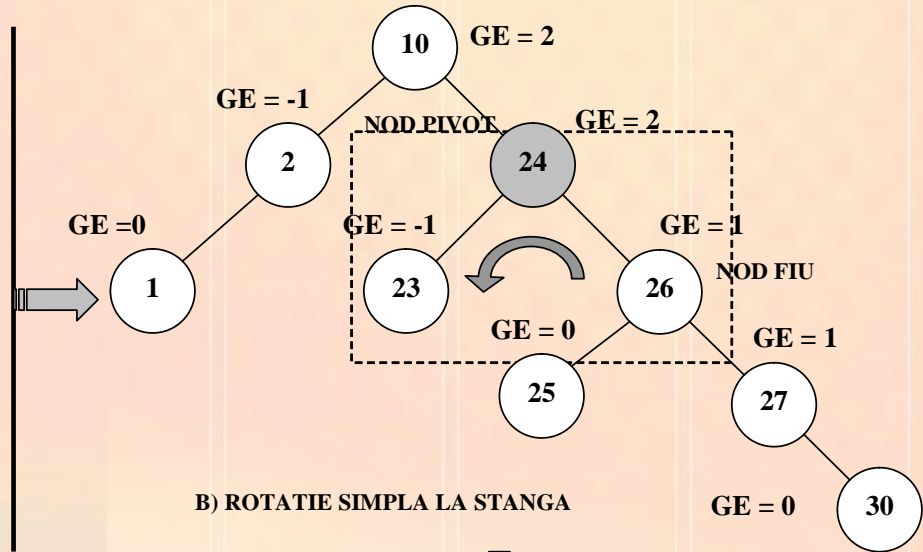 10
GE = 2
GE = -1
NOD PIVOT
GE = 2
2
24
GE =0
GE = -1
GE = 1
1
23
26
NOD FIU
GE = 0
GE = 1
25
27
B) ROTATIE SIMPLA LA STANGA
GE = 0
30